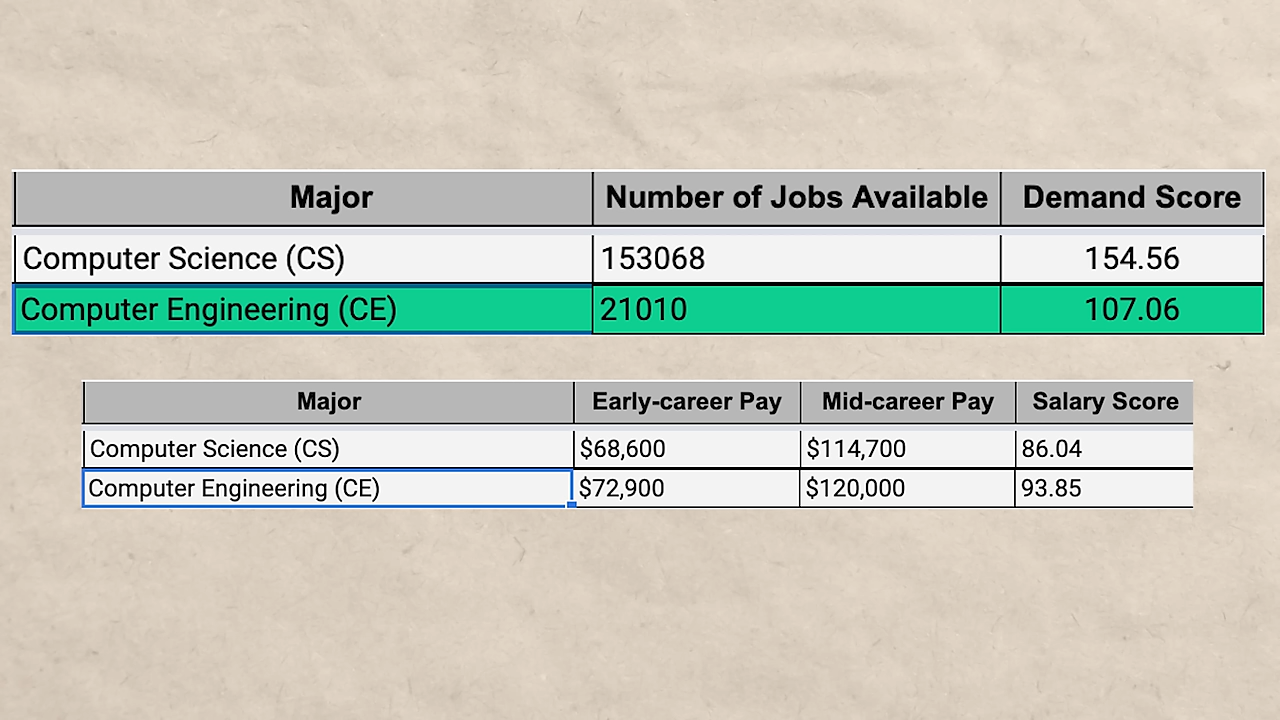 Major Number of Jobs Available Demand Score
Computer Science (CS) 153068 154.56
Computer Engineering (CE) 21010 107.06
Major Early-career Pay Mid-career Pay Salary Score
Computer Science (CS) $68,600 $114,700 86.04
Computer Engineering (CE) $72,900 $120,000 93.85